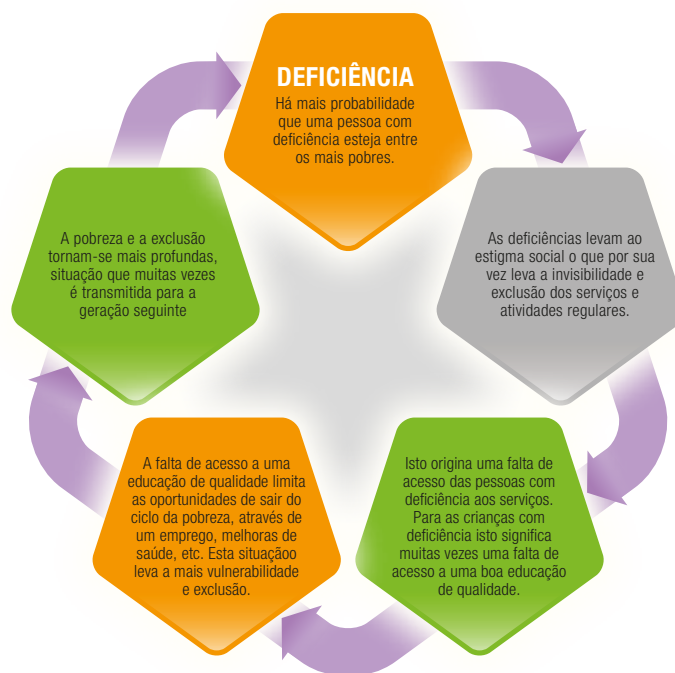 DEFICIÊNCIA
Há mais probabilidade
que uma pessoa com
deficiência esteja entre
os mais pobres.
As deficiências levam ao
estigma social o que por sua
vez leva a invisibilidade e
exclusão dos serviços e
atividades regulares.
Isto origina uma falta de
acesso das pessoas com
deficiência aos serviços.
Para as crianças com
deficiência isto significa
muitas vezes uma falta de
acesso a uma boa educação
de qualidade.
A falta de acesso a uma
educação de qualidade limita
as oportunidades de sair do
ciclo da pobreza, através de
um emprego, melhoras de
saúde, etc. Esta situaçãoo
leva a mais vulnerabilidade
e exclusão.
A pobreza e a exclusão
tornam-se mais profundas,
situação que muitas vezes
é transmitida para a
geração seguinte